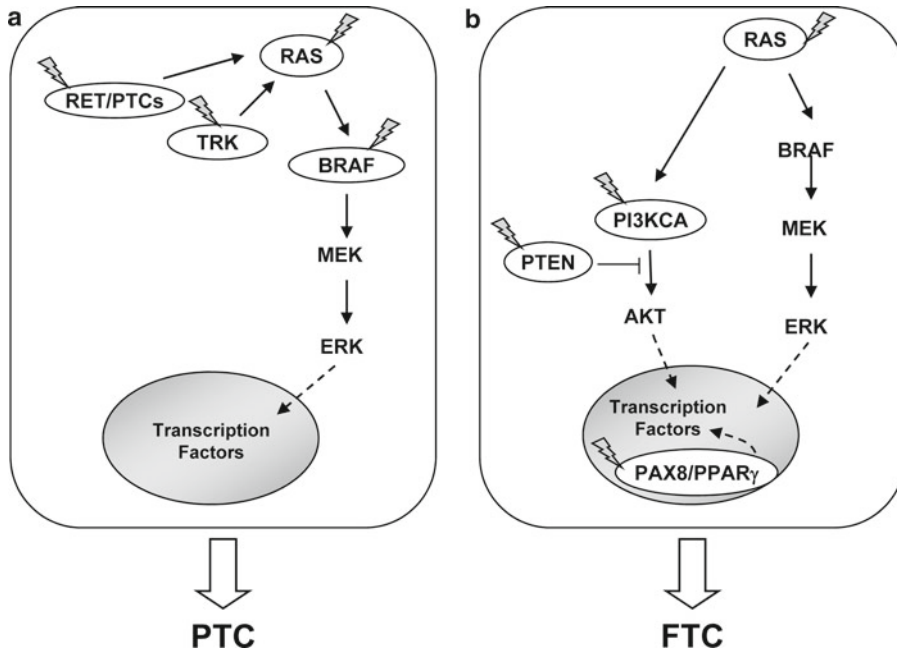 a
RAS
RET/PTCs
TRK
BRAF
MEK
ERK
Transcription
Factors
PTC
b
RAS
BRAF
PI3KCA
MEK
PTEN
AKT
ERK
Transcription
Factors
PAX8/PPARγ
FTC